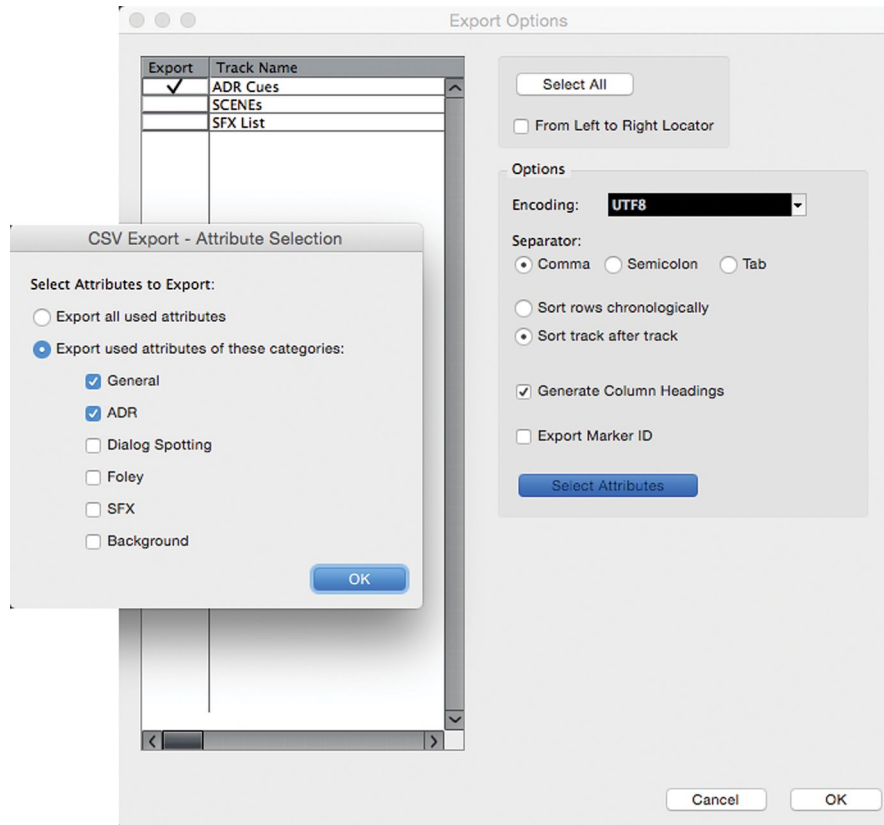 Export Options
Export Track Name
ADR Cues
SCENEs
SFX List
Select All
From Left to Right Locator
Options
Encoding: UTF8
Separator:
Comma Semicolon Tab
Sort rows chronologically
Sort track after track
Generate Column Headings
Export Marker ID
Select Attributes
CSV Export - Attribute Selection
Select Attributes to Export:
Export all used attributes
Export used attributes of these categories:
General
ADR
Dialog Spotting
Foley
SFX
Background
OK
Cancel OK